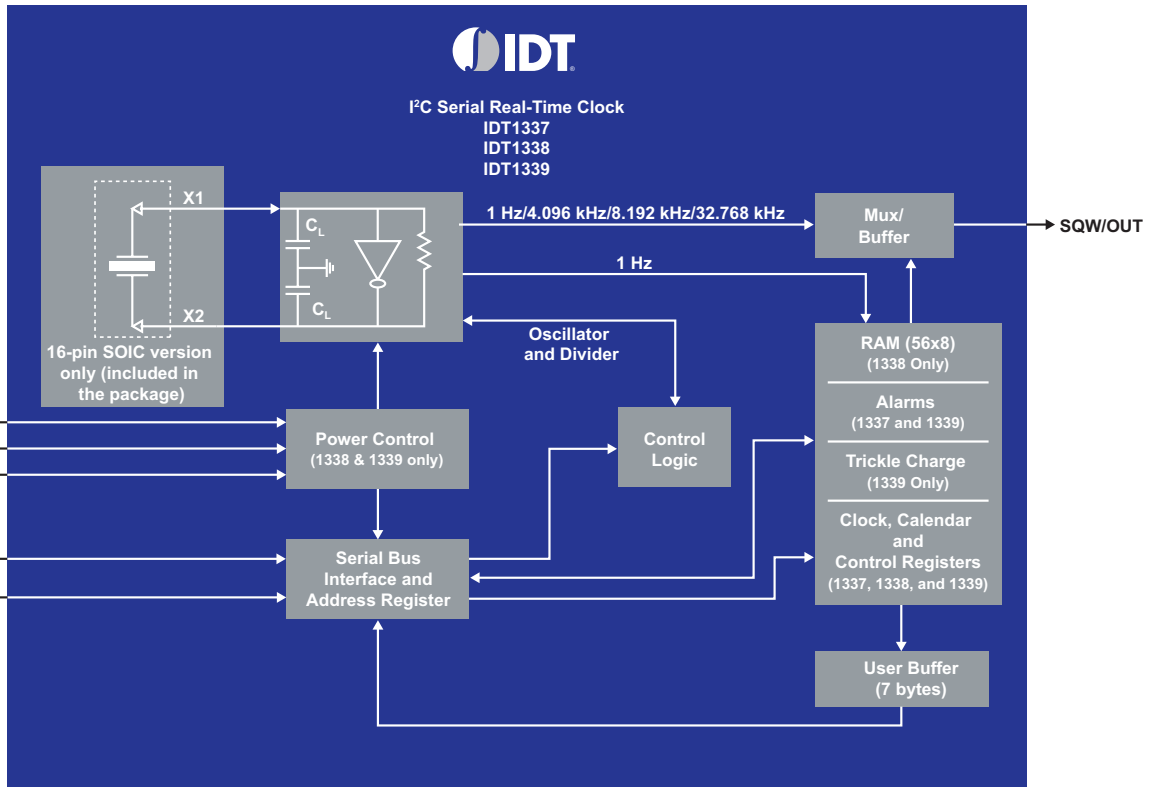 IDT®
I²C Serial Real-Time Clock
IDT1337
IDT1338
IDT1339
X1
X2
16-pin SOIC version
only (included in
the package)
C_L
C_L
1 Hz/4.096 kHz/8.192 kHz/32.768 kHz
1 Hz
Mux/
Buffer
SQW/OUT
Oscillator
and Divider
RAM (56x8)
(1338 Only)
Alarms
(1337 and 1339)
Trickle Charge
(1339 Only)
Clock, Calendar
and
Control Registers
(1337, 1338, and 1339)
Power Control
(1338 & 1339 only)
Control
Logic
Serial Bus
Interface and
Address Register
User Buffer
(7 bytes)